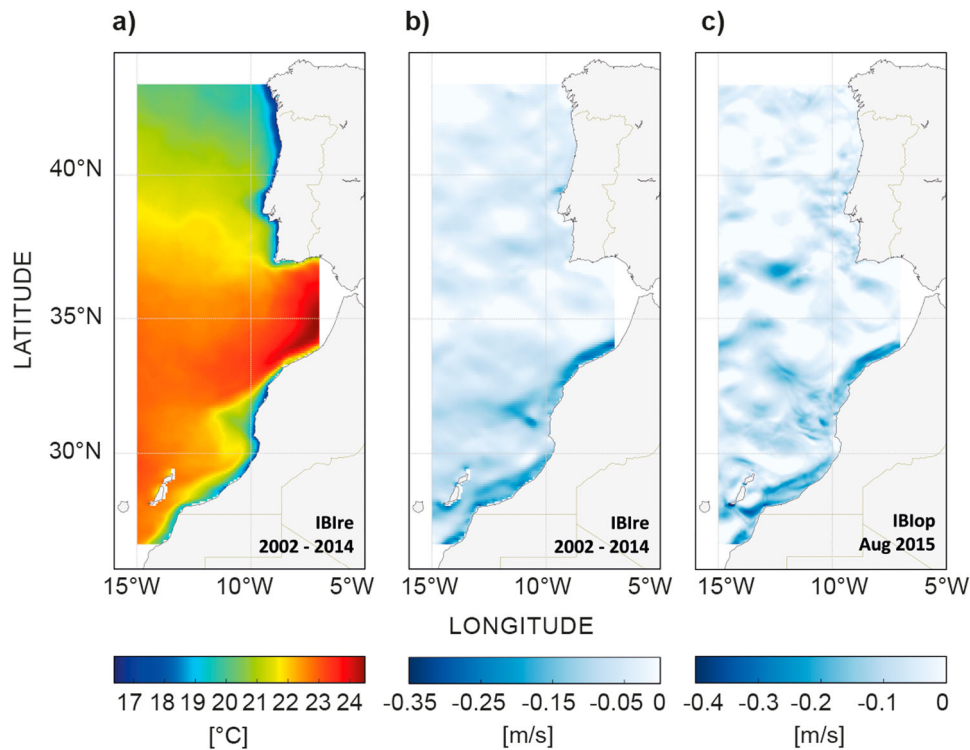 a) b) c)
LATITUDE
40°N
35°N
30°N
IBIre
2002 - 2014
IBIre
2002 - 2014
IBIop
Aug 2015
15°W 10°W 5°W 15°W 10°W 5°W 15°W 10°W 5°W
LONGITUDE
17 18 19 20 21 22 23 24
[°C]
-0.35 -0.25 -0.15 -0.05 0
[m/s]
-0.4 -0.3 -0.2 -0.1 0
[m/s]